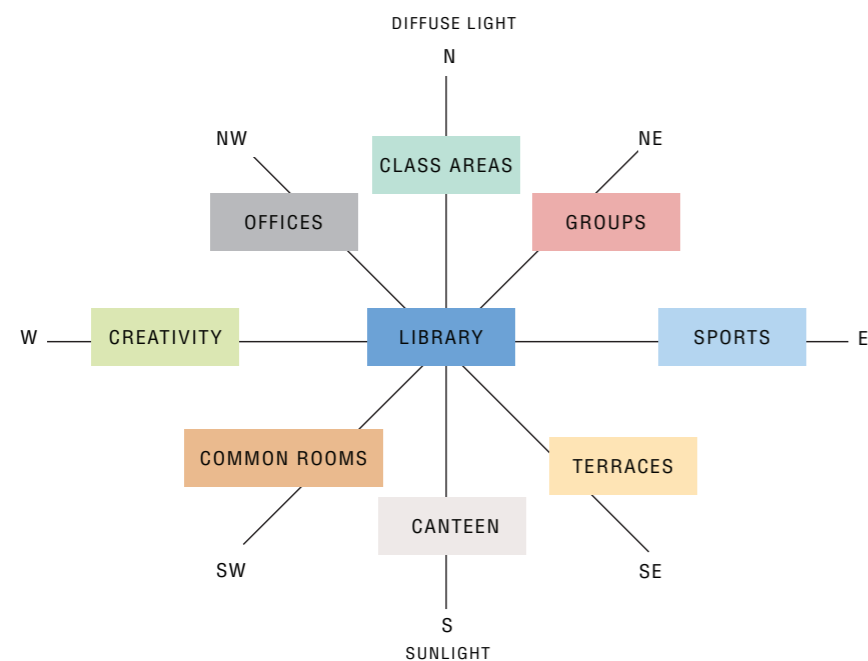 DIFFUSE LIGHT
N
NW
NE
CLASS AREAS
OFFICES
GROUPS
W
CREATIVITY
LIBRARY
SPORTS
E
COMMON ROOMS
TERRACES
CANTEEN
SW
SE
S
SUNLIGHT